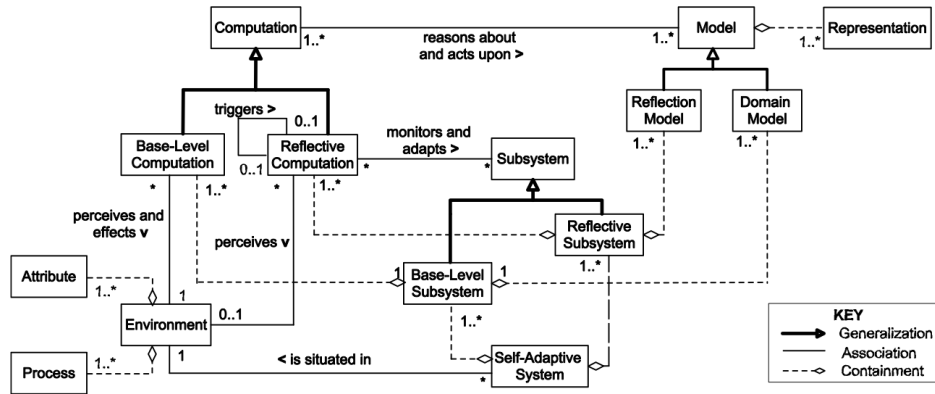 Computation
1..*
reasons about
and acts upon >
1..*
Model
1..*
Representation
triggers >
0..1
0..1
Reflection
Model
1..*
Domain
Model
1..*
Base-Level
Computation
*
1..*
Reflective
Computation
*
1..*
*
monitors and
adapts >
*
Subsystem
perceives and
effects v
perceives v
Reflective
Subsystem
1..*
Attribute
1..*
1
Base-Level
Subsystem
1
1..*
1
Environment
0..1
1
Process
1..*
< is situated in
*
Self-Adaptive
System
KEY
Generalization
Association
Containment